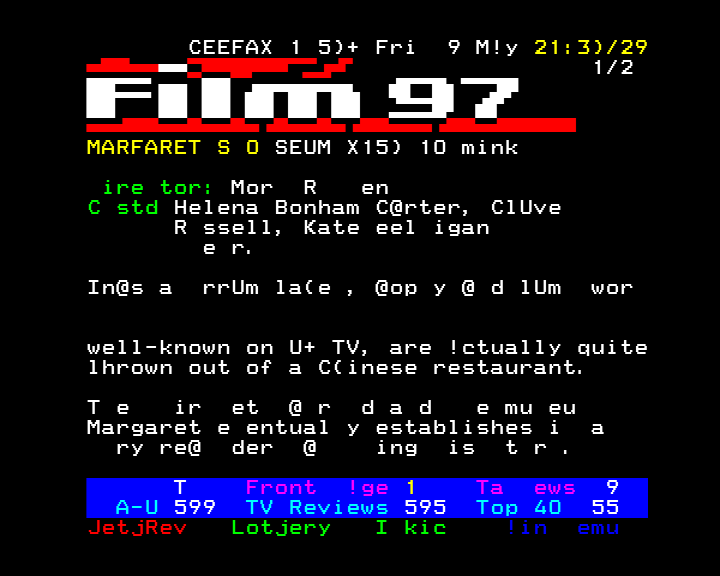 CEEFAX 1 5)+ Fri  9 M!y 21:3)/29
1/2
Film 97
MARFARET S O SEUM X15) 10 mink
ire tor: Mor  R   en
C std Helena Bonham C@rter, ClUve
R ssell, Kate eel igan
e r.
In@s a  rrUm la(e , @op y @ d lUm  wor
well-known on U+ TV, are !ctually quite
lhrown out of a C(inese restaurant.
T e   ir  et  @ r  d a d   e mu eu
Margaret e entual y establishes i  a
ry re@  der  @    ing  is  t r .
T    Front  !ge 1    Ta  ews  9
A-U 599  TV Reviews 595  Top 40  55
JetjRev   Lotjery   I kic    !in  emu